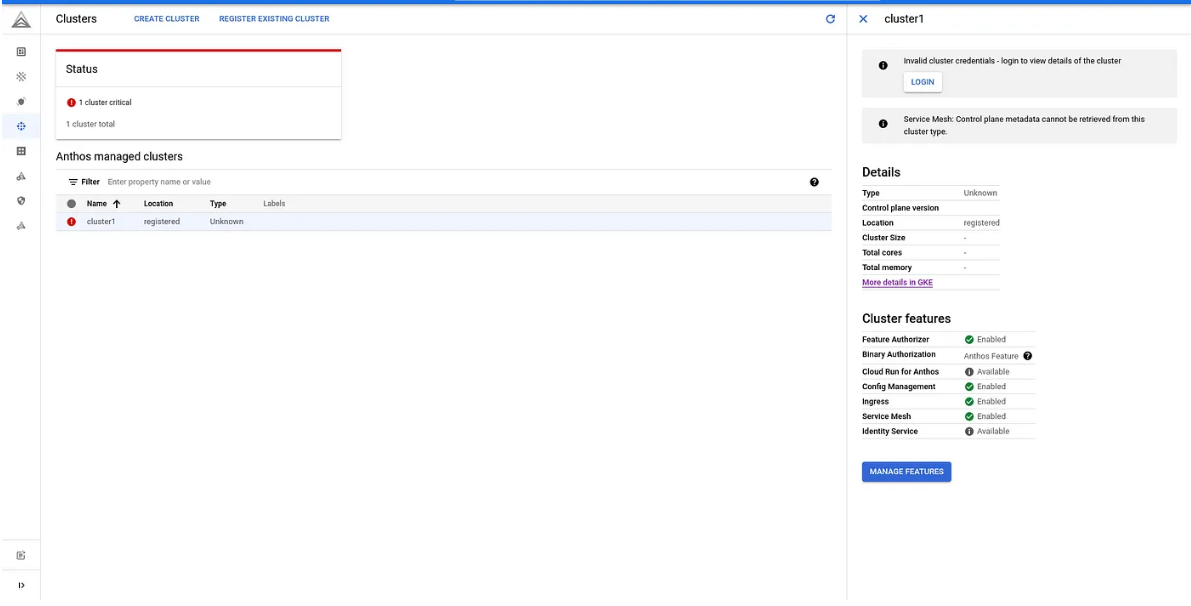 Clusters
CREATE CLUSTER
REGISTER EXISTING CLUSTER
Status
1 cluster critical
1 cluster total
Anthos managed clusters
Filter Enter property name or value
Name Location Type Labels
cluster1 registered Unknown
cluster1
Invalid cluster credentials - login to view details of the cluster
LOGIN
Service Mesh: Control plane metadata cannot be retrieved from this
cluster type.
Details
Type Unknown
Control plane version
Location registered
Cluster Size -
Total cores -
Total memory -
More details in GKE
Cluster features
Feature Authorizer Enabled
Binary Authorization Anthos Feature
Cloud Run for Anthos Available
Config Management Enabled
Ingress Enabled
Service Mesh Enabled
Identity Service Available
MANAGE FEATURES